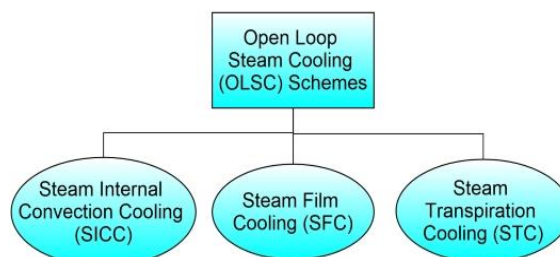 Open Loop
Steam Cooling
(OLSC) Schemes
Steam Internal
Convection Cooling
(SICC)
Steam Film
Cooling (SFC)
Steam
Transpiration
Cooling (STC)